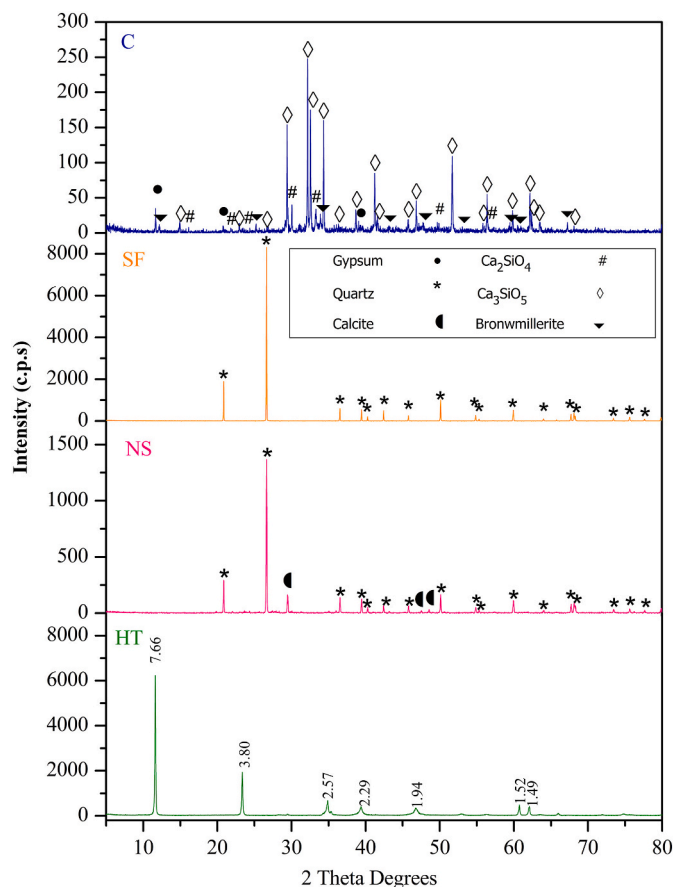 300
C
250
200
150
100
50
0
8000
SF
6000
4000
2000
0
Gypsum ● Ca₂SiO₄ #
Quartz * Ca₃SiO₅ ◊
Calcite ◖ Bronwmillerite ▼
1500
NS
1000
500
0
8000
HT
6000
4000
2000
0
7.66
3.80
2.57
2.29
1.94
1.52
1.49
10 20 30 40 50 60 70 80
2 Theta Degrees
Intensity (c.p.s)